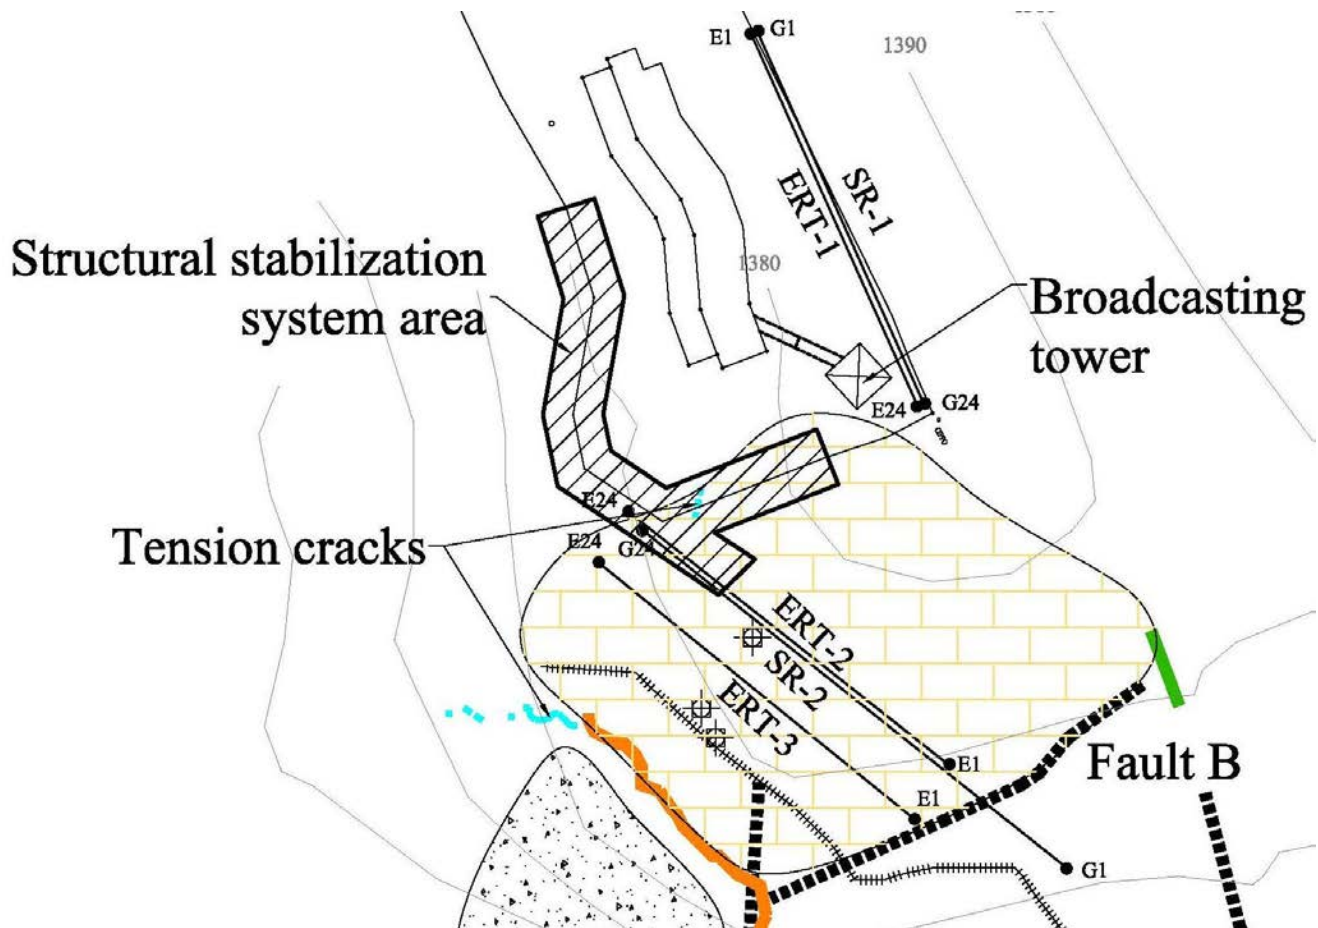 E1
G1
1390
SR-1
ERT-1
1380
Structural stabilization
system area
Broadcasting
tower
E24
G24
E24
E24
G24
Tension cracks
ERT-2
SR-2
ERT-3
E1
Fault B
E1
G1